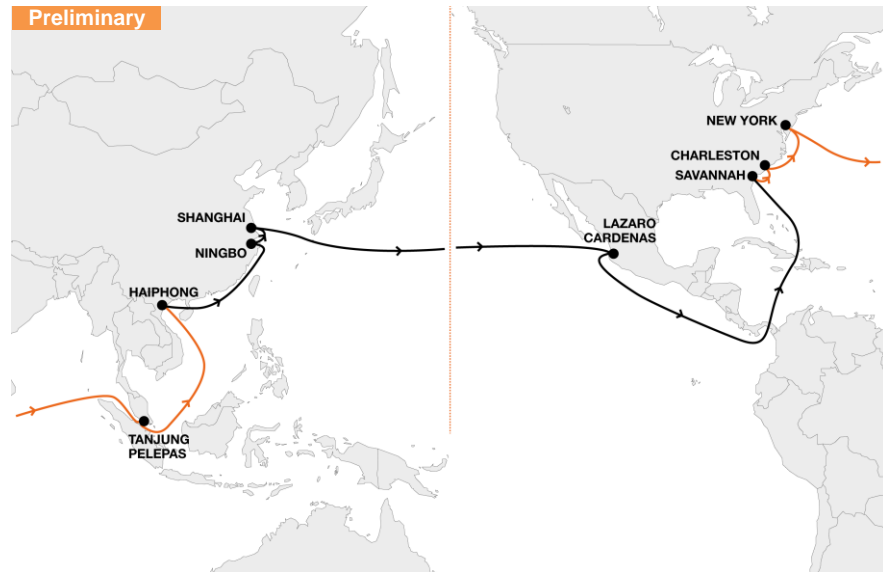 Preliminary
NEW YORK
CHARLESTON
SAVANNAH
SHANGHAI
LAZARO
CARDENAS
NINGBO
HAIPHONG
TANJUNG
PELEPAS